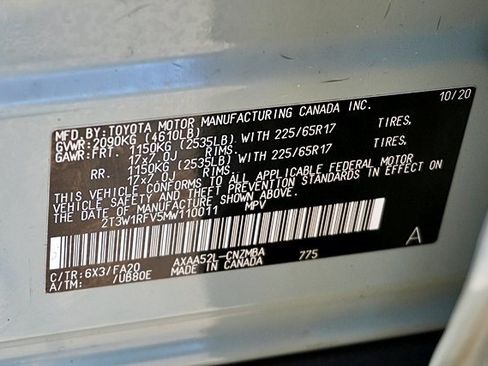 MFD. BY: TOYOTA MOTOR MANUFACTURING CANADA INC. 10/20
GVWR: 2090KG (4610LB)
GAWR: FRT. 1150KG (2535LB) WITH 225/65R17 TIRES,
17x7.0J RIMS,
RR. 1150KG (2535LB) WITH 225/65R17 TIRES,
17x7.0J RIMS,
THIS VEHICLE CONFORMS TO ALL APPLICABLE FEDERAL MOTOR
VEHICLE SAFETY, BUMPER, AND THEFT PREVENTION STANDARDS IN EFFECT ON
THE DATE OF MANUFACTURE SHOWN ABOVE.
2T3W1RFV5MW110011 MPV
A
C/TR: 6X3/FA20 AXAA52L-CNZMBA 775
A/TM: /UB80E MADE IN CANADA